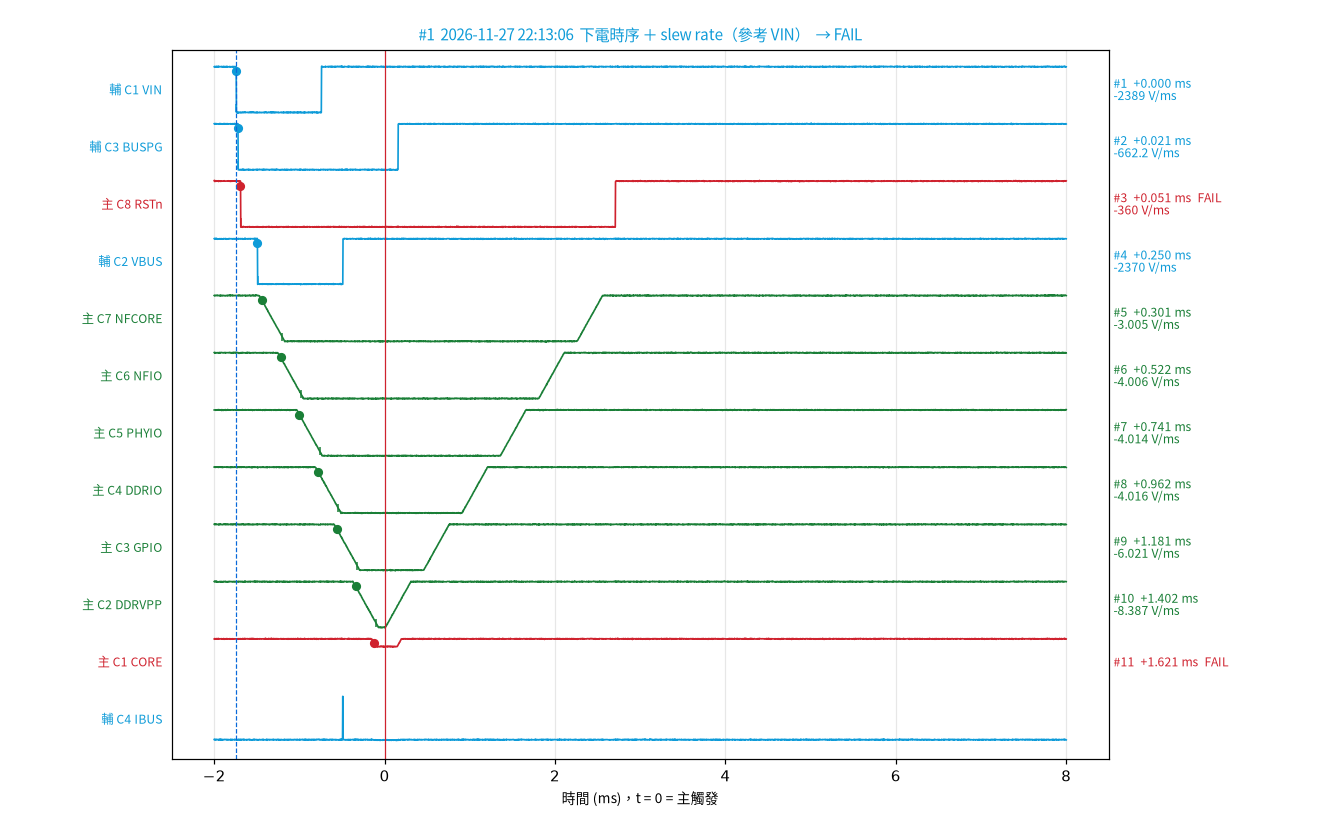 #1 2026-11-27 22:13:06 下電時序 ＋ slew rate（參考 VIN） → FAIL
輔 C1 VIN
#1 +0.000 ms
-2389 V/ms
輔 C3 BUSPG
#2 +0.021 ms
-662.2 V/ms
主 C8 RSTn
#3 +0.051 ms FAIL
-360 V/ms
輔 C2 VBUS
#4 +0.250 ms
-2370 V/ms
主 C7 NFCORE
#5 +0.301 ms
-3.005 V/ms
主 C6 NFIO
#6 +0.522 ms
-4.006 V/ms
主 C5 PHYIO
#7 +0.741 ms
-4.014 V/ms
主 C4 DDRIO
#8 +0.962 ms
-4.016 V/ms
主 C3 GPIO
#9 +1.181 ms
-6.021 V/ms
主 C2 DDRVPP
#10 +1.402 ms
-8.387 V/ms
主 C1 CORE
#11 +1.621 ms FAIL
輔 C4 IBUS
−2 0 2 4 6 8
時間 (ms)，t = 0 = 主觸發